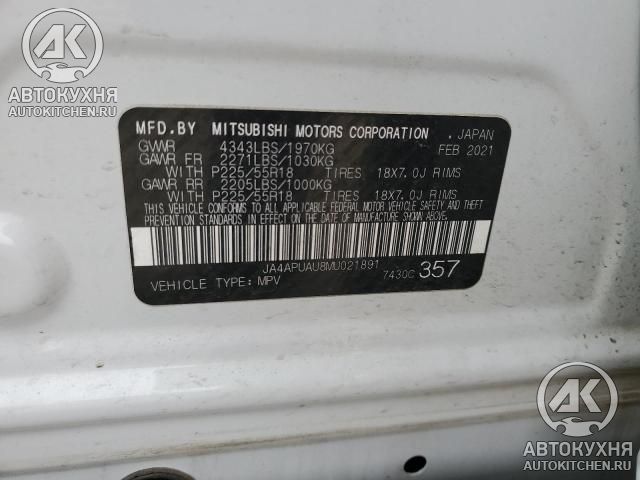 АК
АВТОКУХНЯ
AUTOKITCHEN.RU
MFD.BY MITSUBISHI MOTORS CORPORATION, JAPAN
GVWR 4343LBS/1970KG FEB 2021
GAWR FR 2271LBS/1030KG
WITH P225/55R18 TIRES 18X7.0J RIMS
GAWR RR 2205LBS/1000KG
WITH P225/55R18 TIRES 18X7.0J RIMS
THIS VEHICLE CONFORMS TO ALL APPLICABLE FEDERAL MOTOR VEHICLE SAFETY AND THEFT
PREVENTION STANDARDS IN EFFECT ON THE DATE OF MANUFACTURE SHOWN ABOVE.
JA4APUAU8MU021891
VEHICLE TYPE: MPV 7430C 357
АК
АВТОКУХНЯ
AUTOKITCHEN.RU